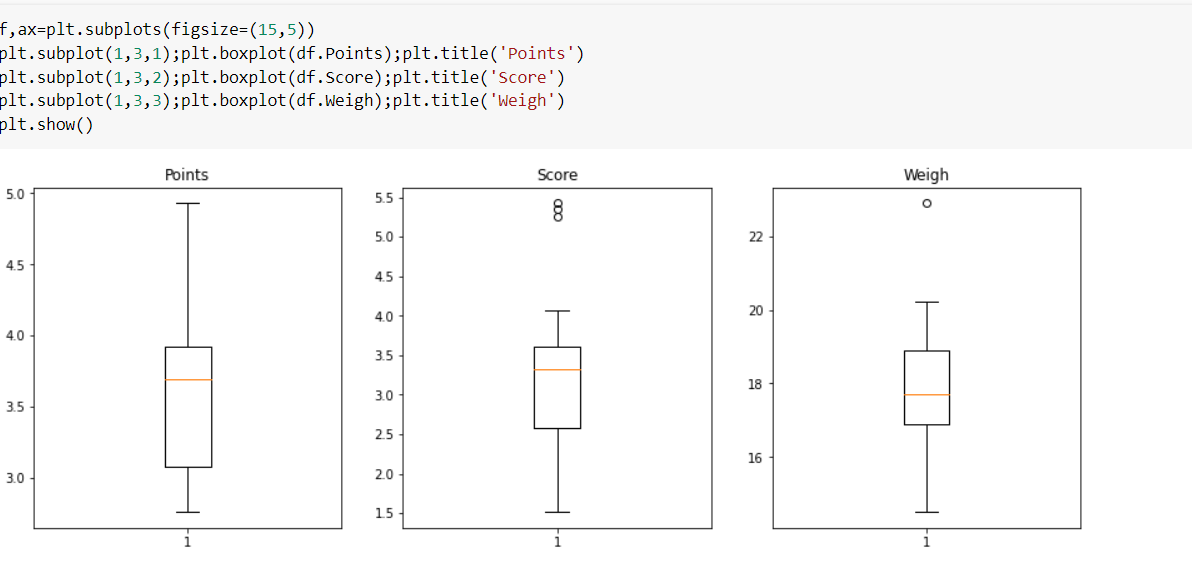 f,ax=plt.subplots(figsize=(15,5))
plt.subplot(1,3,1);plt.boxplot(df.Points);plt.title('Points')
plt.subplot(1,3,2);plt.boxplot(df.Score);plt.title('Score')
plt.subplot(1,3,3);plt.boxplot(df.Weigh);plt.title('Weigh')
plt.show()
Points
5.0
4.5
4.0
3.5
3.0
1
Score
5.5
5.0
4.5
4.0
3.5
3.0
2.5
2.0
1.5
1
Weigh
22
20
18
16
1